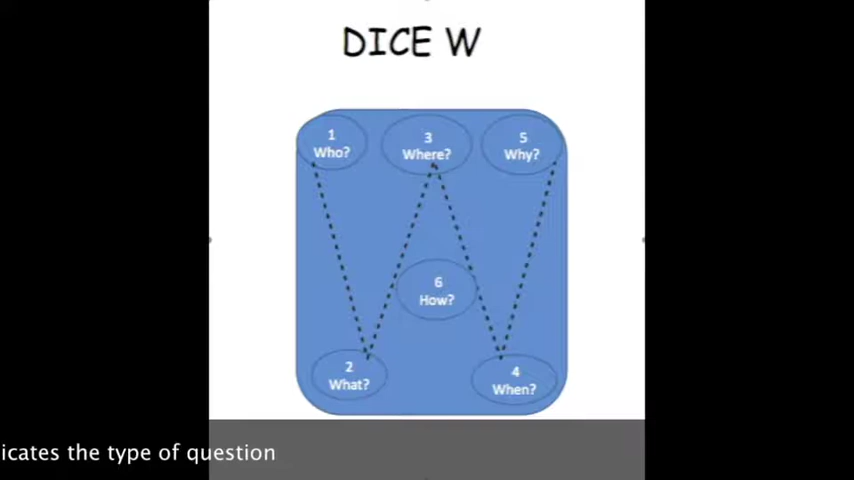 DICE W
1
Who?
3
Where?
5
Why?
6
How?
2
What?
4
When?
icates the type of question